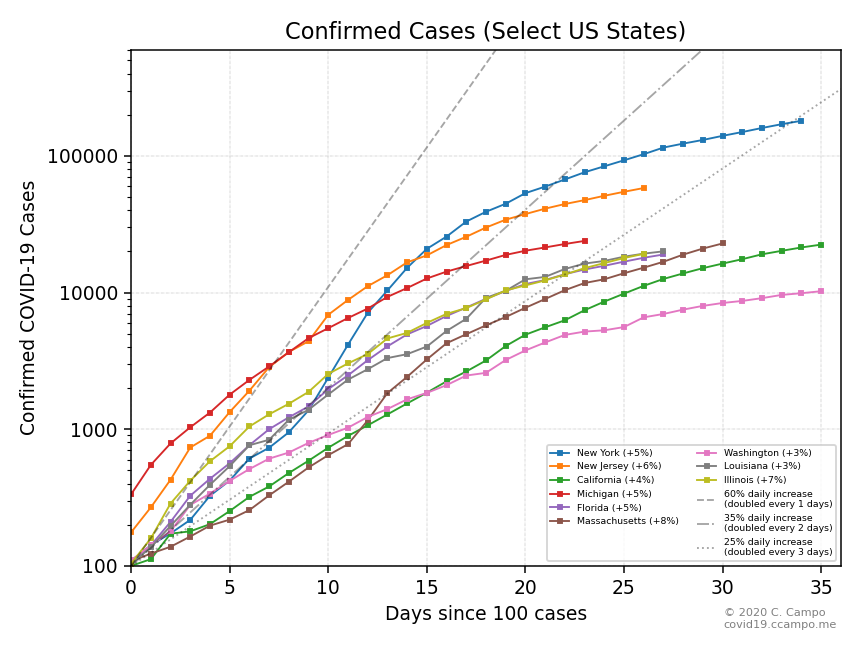 Confirmed Cases (Select US States)
Confirmed COVID-19 Cases
100000
10000
1000
100
0 5 10 15 20 25 30 35
Days since 100 cases
New York (+5%)
New Jersey (+6%)
California (+4%)
Michigan (+5%)
Florida (+5%)
Massachusetts (+8%)
Washington (+3%)
Louisiana (+3%)
Illinois (+7%)
60% daily increase
(doubled every 1 days)
35% daily increase
(doubled every 2 days)
25% daily increase
(doubled every 3 days)
© 2020 C. Campo
covid19.ccampo.me